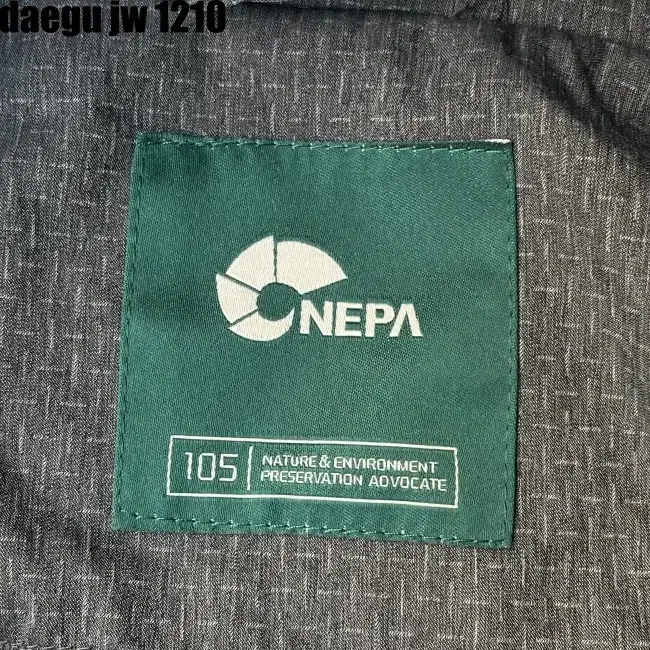 daegu jw 1210
NEPA
105
NATURE & ENVIRONMENT
PRESERVATION ADVOCATE